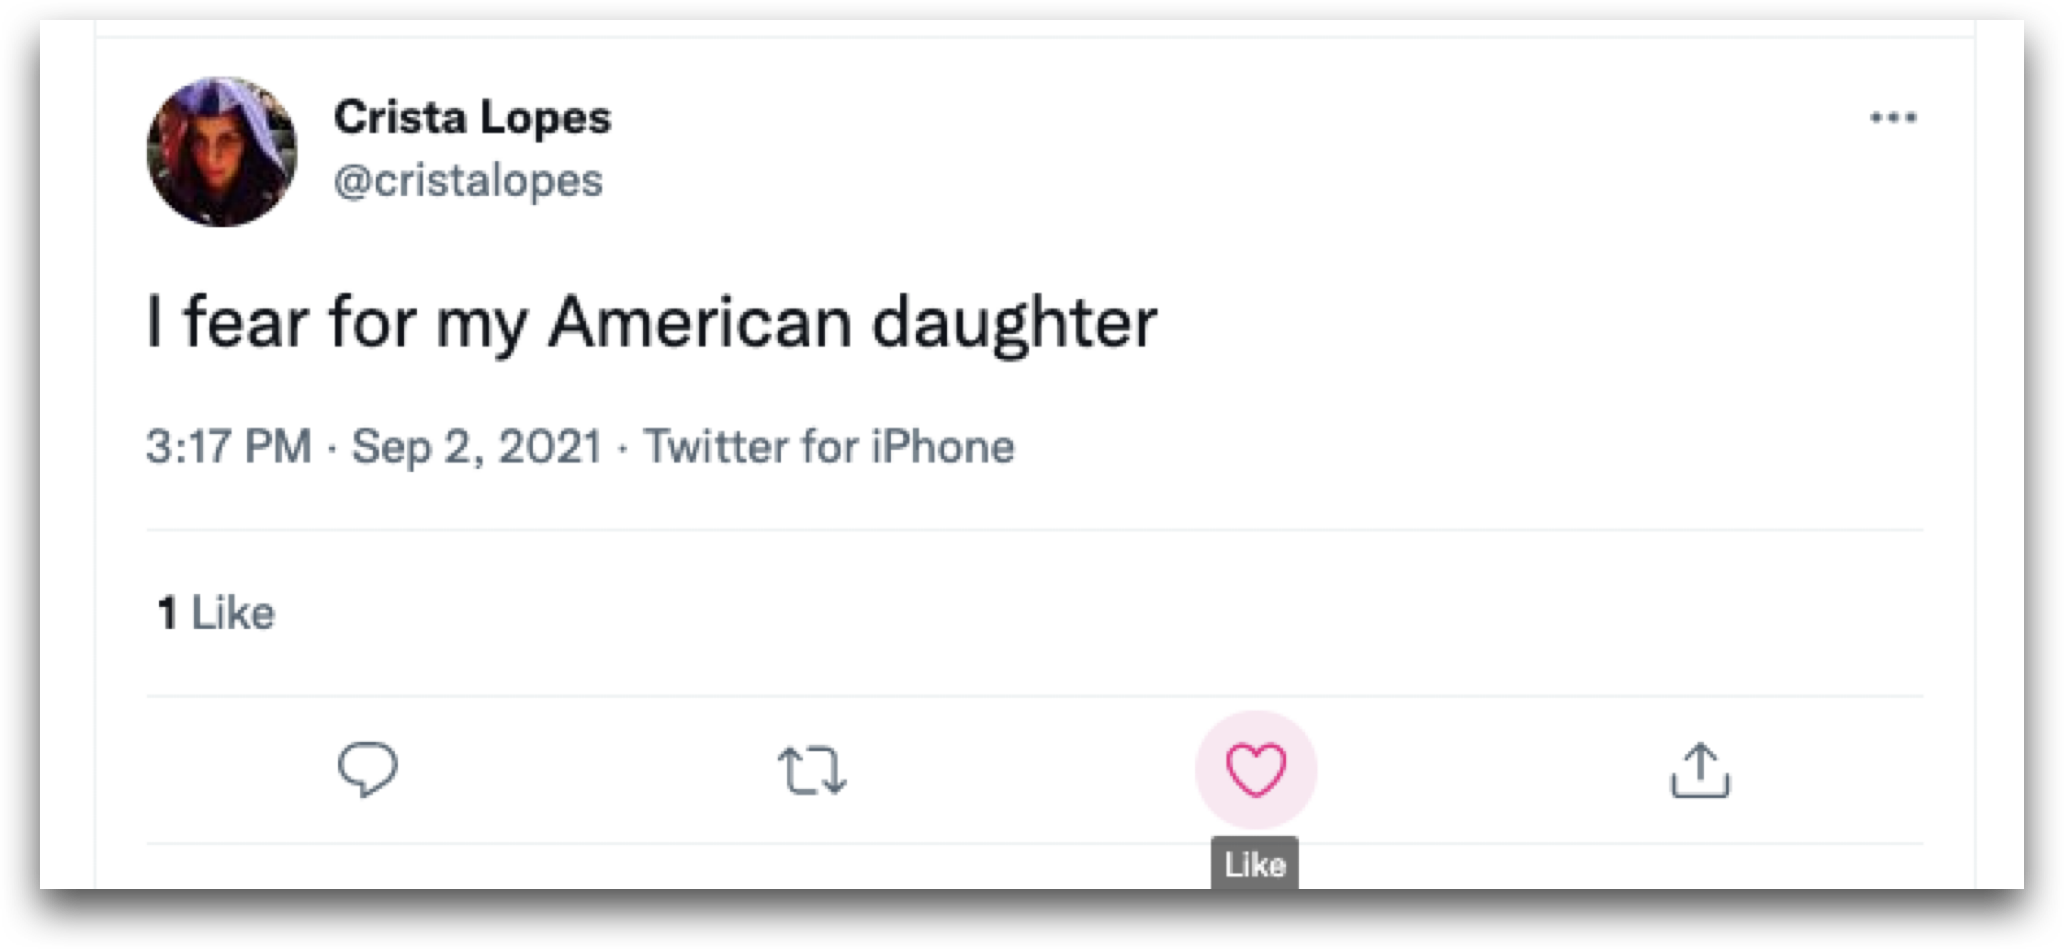 Crista Lopes
@cristalopes
I fear for my American daughter
3:17 PM · Sep 2, 2021 · Twitter for iPhone
1 Like
Like